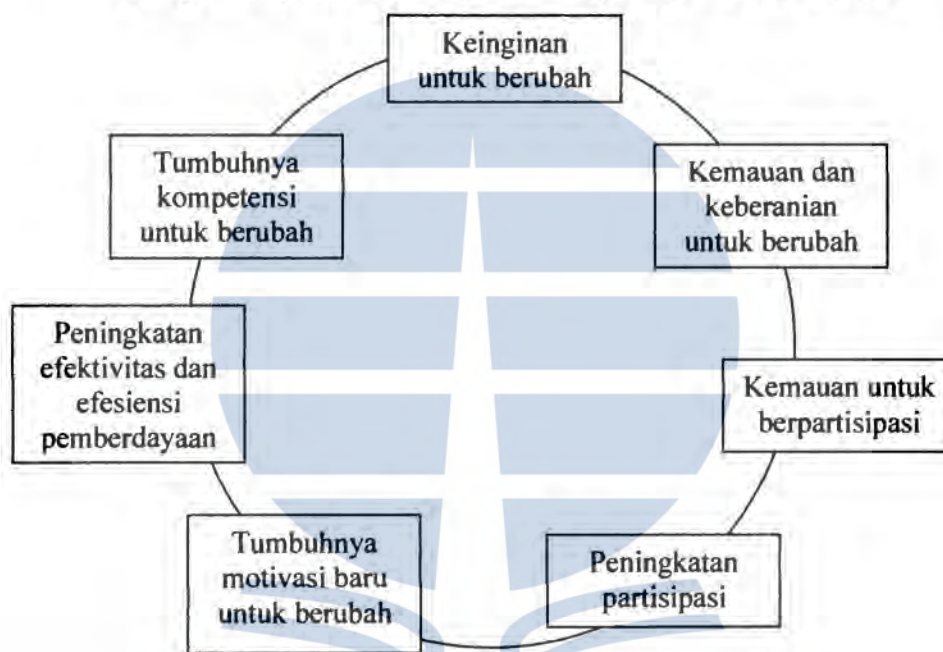 Keinginan
untuk berubah
Kemauan dan
keberanian
untuk berubah
Kemauan untuk
berpartisipasi
Peningkatan
partisipasi
Tumbuhnya
motivasi baru
untuk berubah
Peningkatan
efektivitas dan
efesiensi
pemberdayaan
Tumbuhnya
kompetensi
untuk berubah